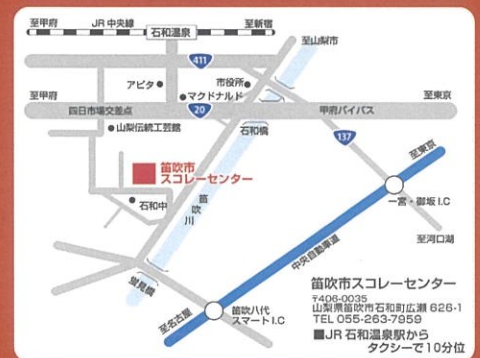 至甲府
JR中央線
至新宿
石和温泉
至山梨市
411
アピタ
市役所
マクドナルド
至甲府
至東京
四日市場交差点
20
甲府バイパス
山梨伝統工芸館
石和橋
137
至東京
笛吹市
スコレーセンター
石和中
笛吹川
一宮・御坂I.C
至河口湖
中央自動車道
鵜見橋
至名古屋
笛吹八代
スマートI.C
笛吹市スコレーセンター
〒406-0035
山梨県笛吹市石和町広瀬 626-1
TEL 055-263-7959
■JR 石和温泉駅から
タクシーで10分位